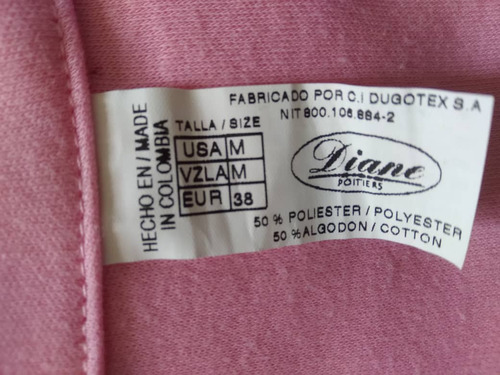 FABRICADO POR C.I DUGOTEX S.A
NIT 800.106.884-2
HECHO EN / MADE
IN COLOMBIA
TALLA / SIZE
USA M
VZLA M
EUR 38
Diane
POITIERS
50 % POLIESTER / POLYESTER
50 % ALGODON / COTTON